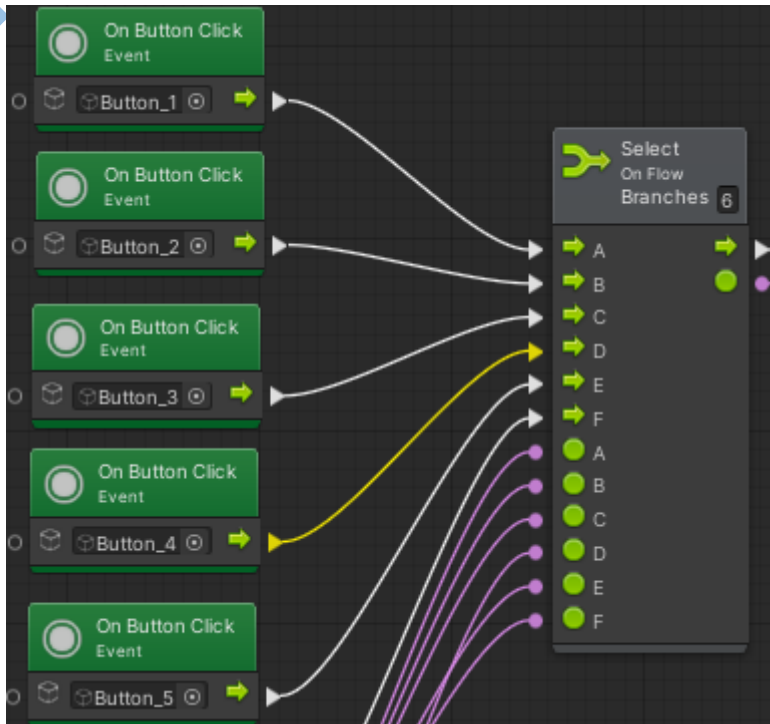 On Button Click
Event
Button_1
On Button Click
Event
Button_2
On Button Click
Event
Button_3
On Button Click
Event
Button_4
On Button Click
Event
Button_5
Select
On Flow
Branches 6
A
B
C
D
E
F
A
B
C
D
E
F